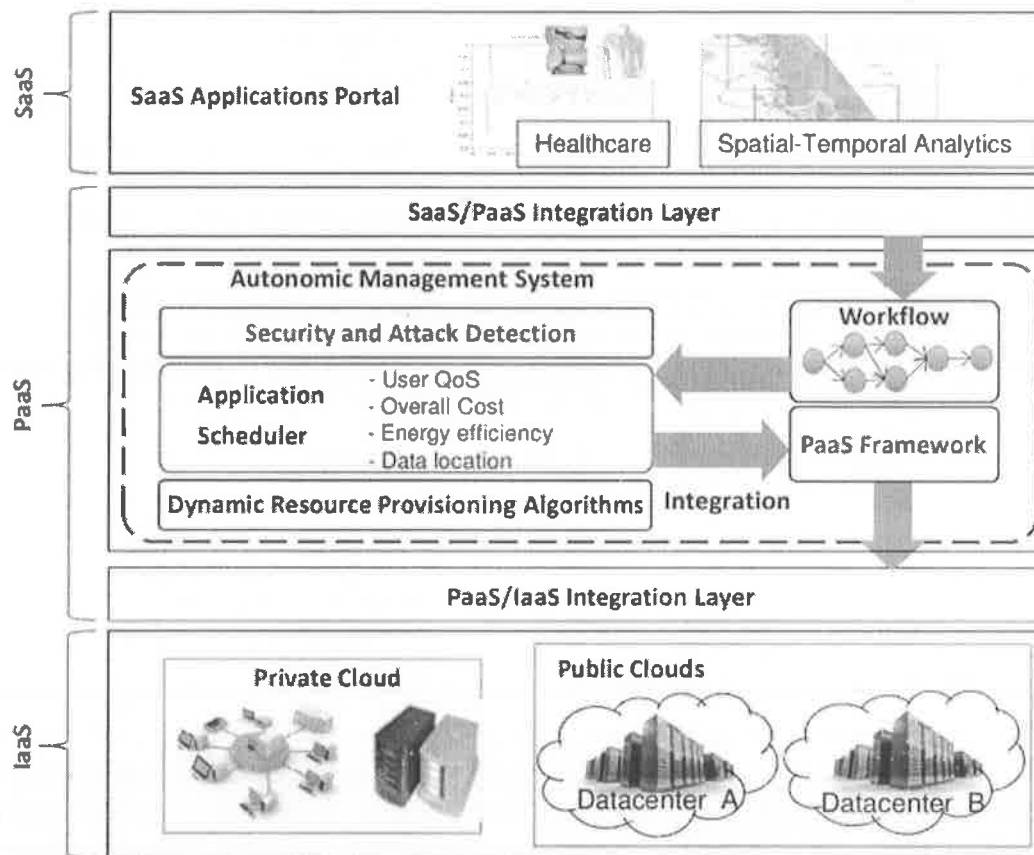 SaaS
SaaS Applications Portal
Healthcare
Spatial-Temporal Analytics
PaaS
SaaS/PaaS Integration Layer
Autonomic Management System
Security and Attack Detection
Application
Scheduler
- User QoS
- Overall Cost
- Energy efficiency
- Data location
Dynamic Resource Provisioning Algorithms
Workflow
PaaS Framework
Integration
PaaS/IaaS Integration Layer
IaaS
Private Cloud
Public Clouds
Datacenter A
Datacenter B